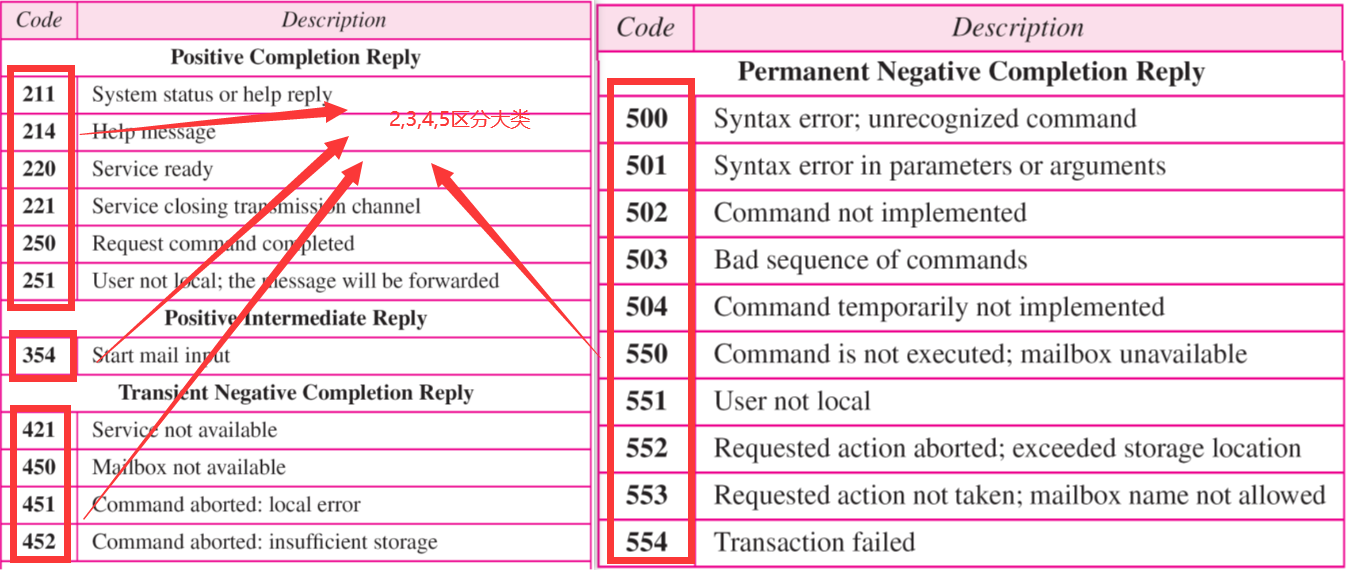 Code Description
Positive Completion Reply
211 System status or help reply
2,3,4,5区分大类
214 Help message
220 Service ready
221 Service closing transmission channel
250 Request command completed
251 User not local; the message will be forwarded
Positive Intermediate Reply
354 Start mail input
Transient Negative Completion Reply
421 Service not available
450 Mailbox not available
451 Command aborted: local error
452 Command aborted: insufficient storage
Code Description
Permanent Negative Completion Reply
500 Syntax error; unrecognized command
501 Syntax error in parameters or arguments
502 Command not implemented
503 Bad sequence of commands
504 Command temporarily not implemented
550 Command is not executed; mailbox unavailable
551 User not local
552 Requested action aborted; exceeded storage location
553 Requested action not taken; mailbox name not allowed
554 Transaction failed